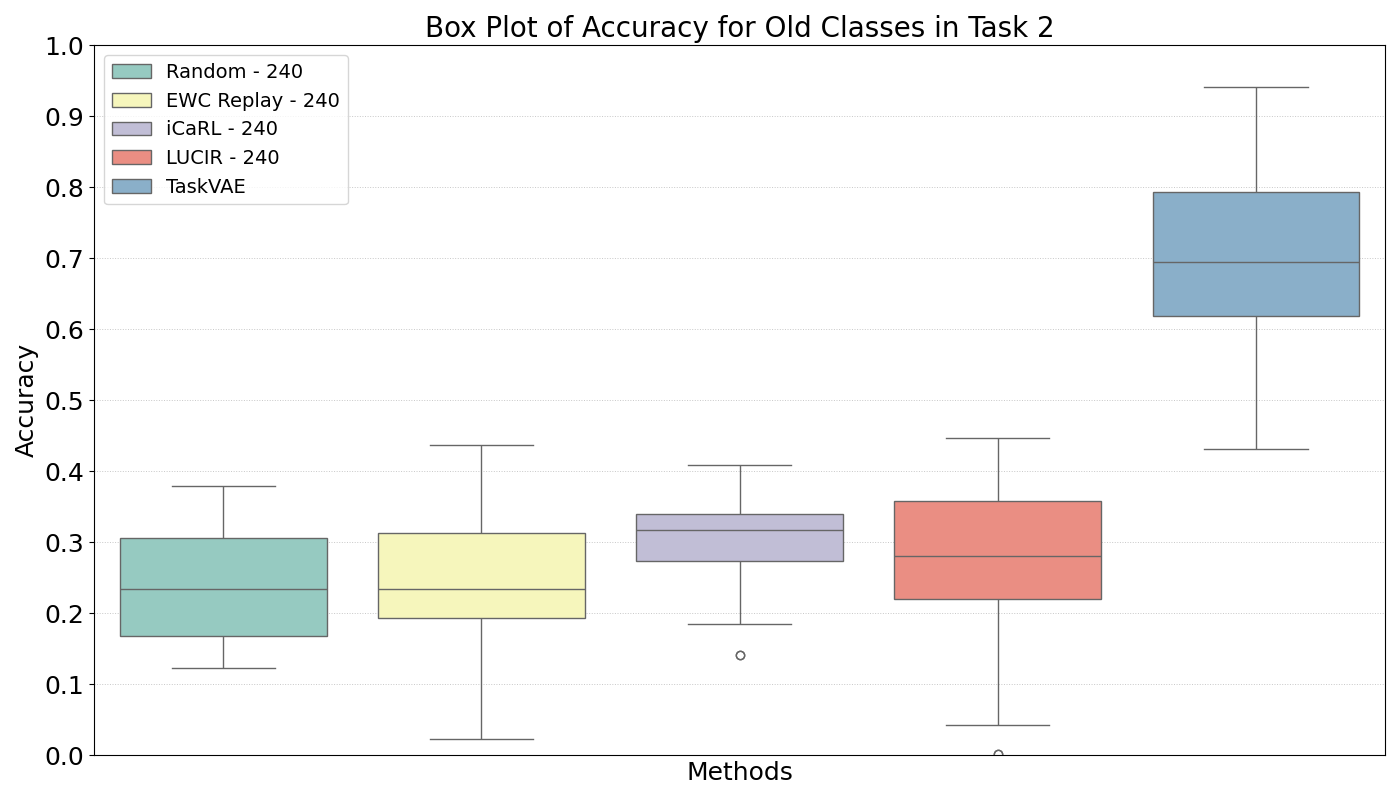 Box Plot of Accuracy for Old Classes in Task 2
1.0
0.9
0.8
0.7
0.6
0.5
0.4
0.3
0.2
0.1
0.0
Accuracy
Random - 240
EWC Replay - 240
iCaRL - 240
LUCIR - 240
TaskVAE
Methods